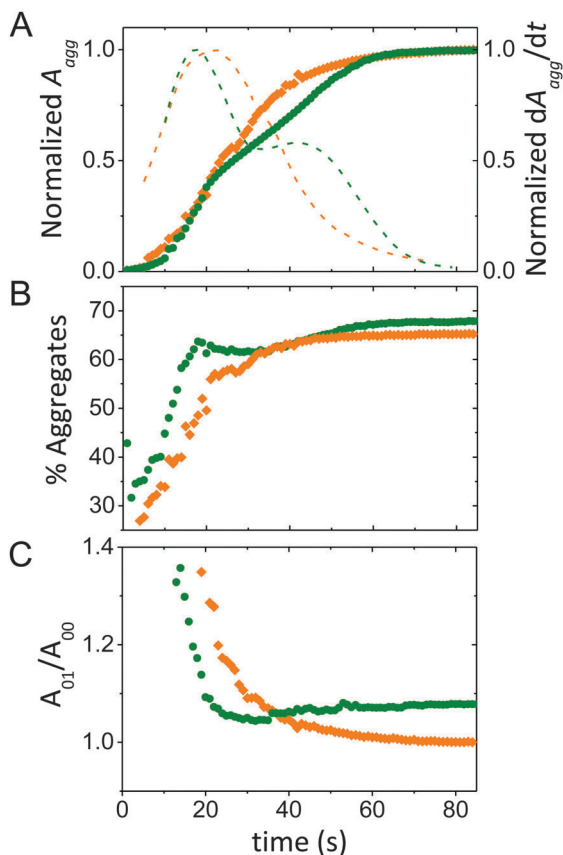 A
Normalized A_agg
1.0
0.5
0.0
1.0
0.5
0.0
Normalized dA_agg/dt
B
% Aggregates
70
60
50
40
30
C
A_01/A_00
1.4
1.2
1.0
0 20 40 60 80
time (s)